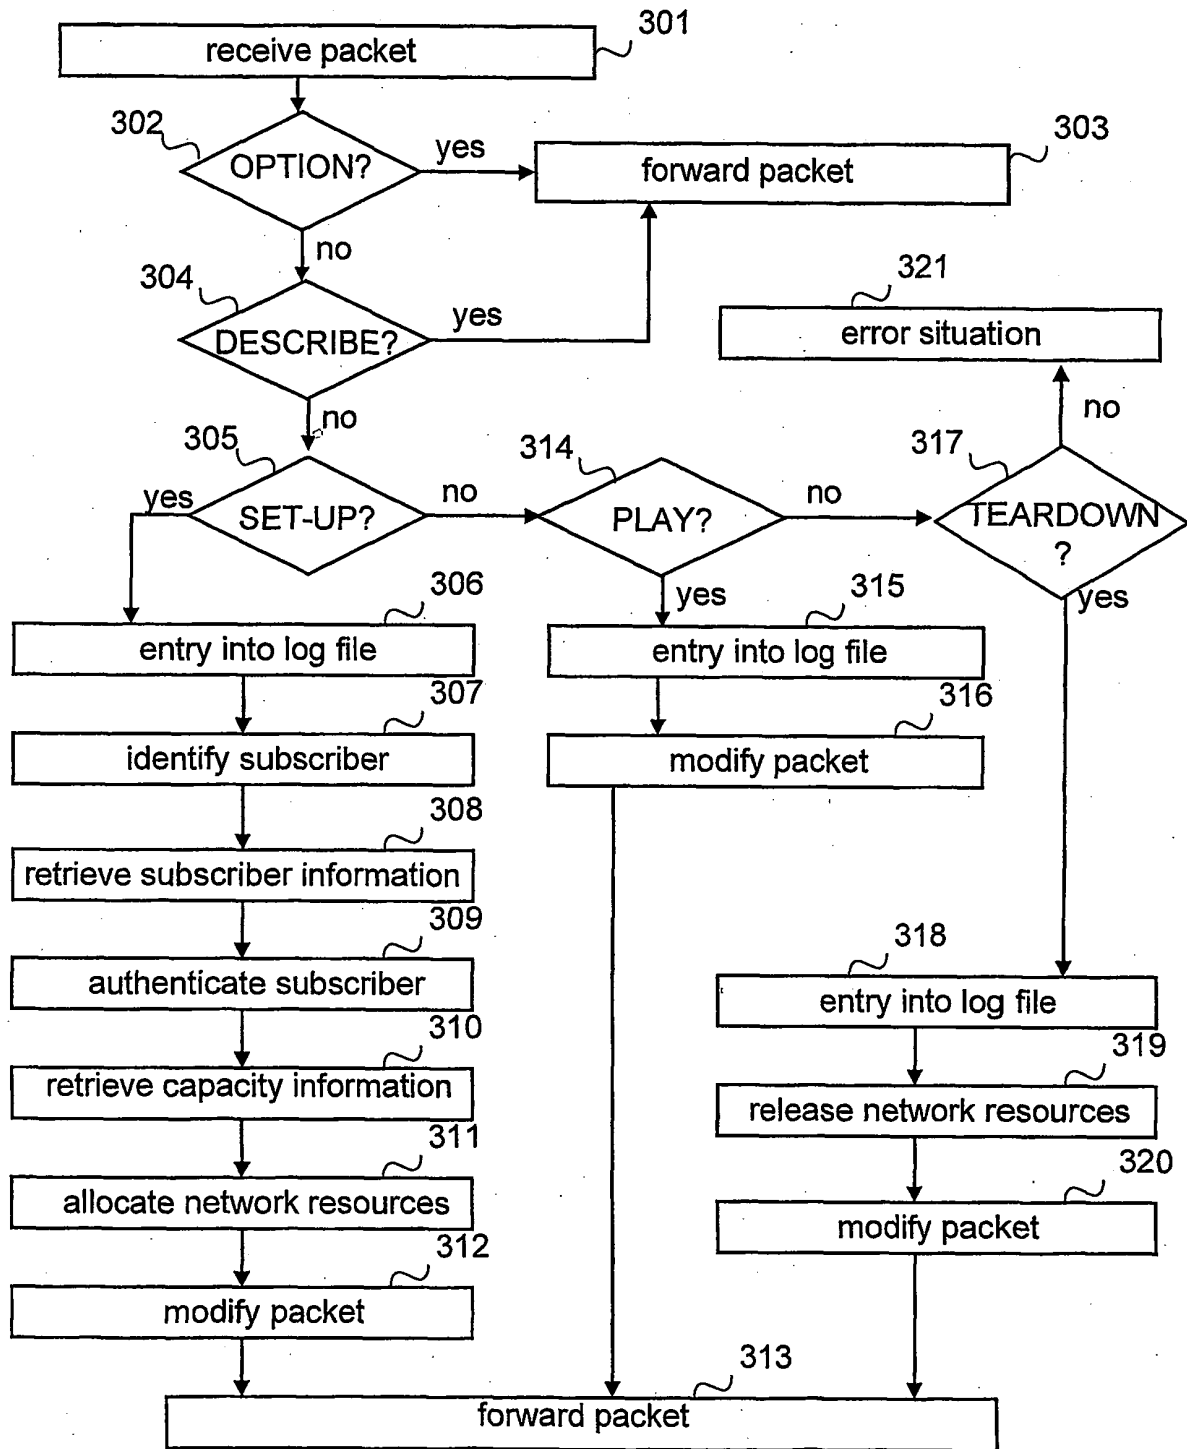 301
receive packet
302
OPTION?
yes
303
forward packet
no
304
DESCRIBE?
yes
321
error situation
no
no
305
yes
SET-UP?
no
314
PLAY?
no
317
TEARDOWN
?
yes
yes
306
entry into log file
315
entry into log file
307
identify subscriber
316
modify packet
308
retrieve subscriber information
309
authenticate subscriber
318
entry into log file
310
retrieve capacity information
319
release network resources
311
allocate network resources
320
modify packet
312
modify packet
313
forward packet